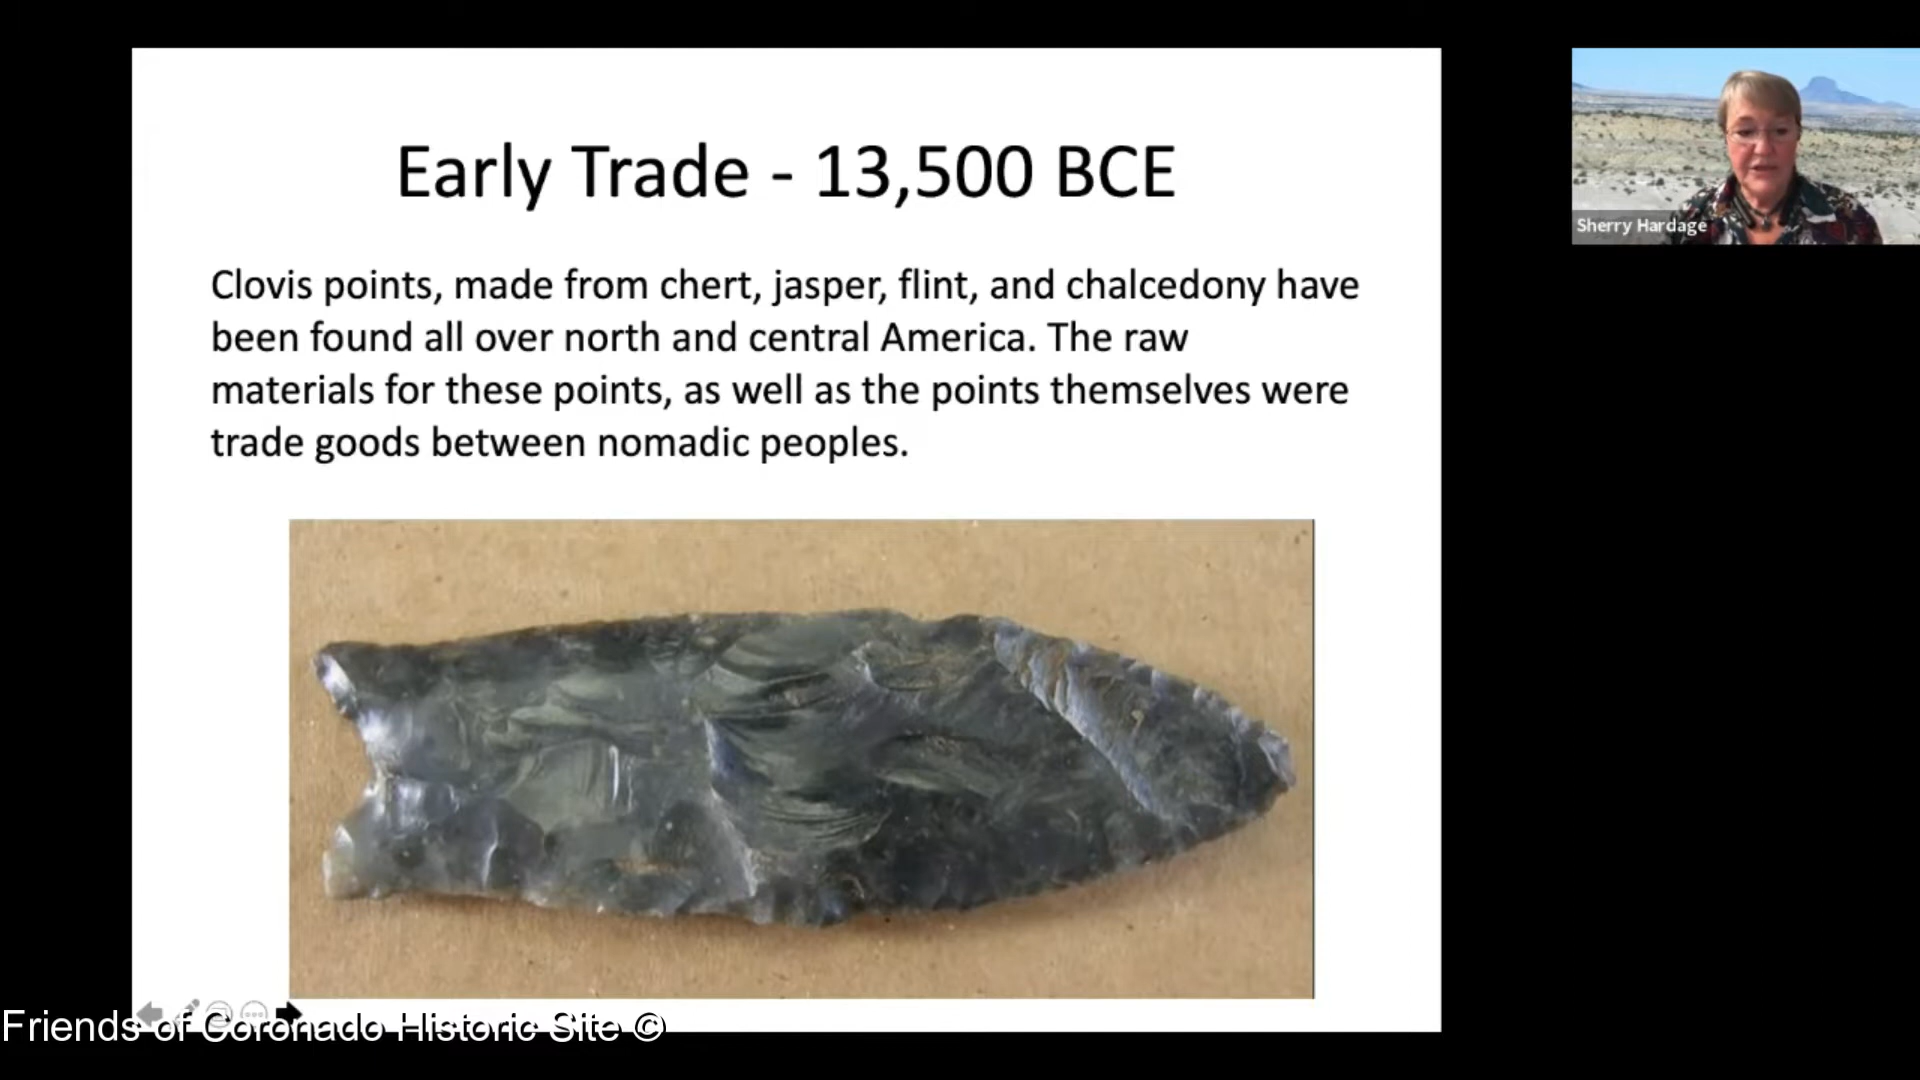 Early Trade - 13,500 BCE
Sherry Hardage
Clovis points, made from chert, jasper, flint, and chalcedony have
been found all over north and central America. The raw
materials for these points, as well as the points themselves were
trade goods between nomadic peoples.
Friends of Coronado Historic Site ©